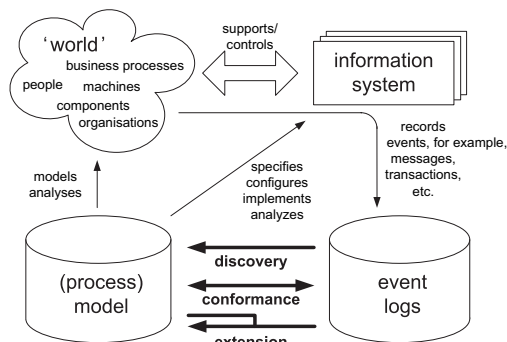 'world'
business processes
people
machines
components
organisations
supports/
controls
information
system
records
events, for example,
messages,
transactions,
etc.
models
analyses
specifies
configures
implements
analyzes
(process)
model
discovery
conformance
extension
event
logs